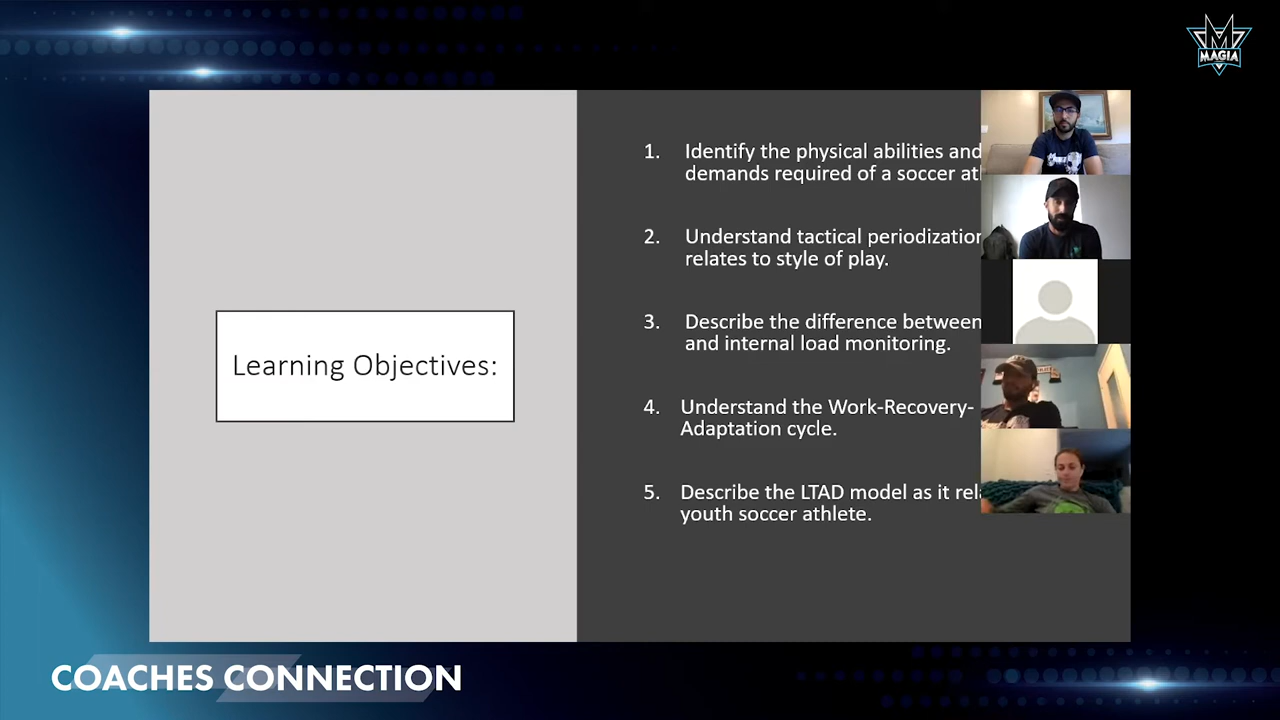 MAGIA
Learning Objectives:
1. Identify the physical abilities and
demands required of a soccer
2. Understand tactical periodization
relates to style of play.
3. Describe the difference between
and internal load monitoring.
4. Understand the Work-Recovery-
Adaptation cycle.
5. Describe the LTAD model as it
youth soccer athlete.
COACHES CONNECTION